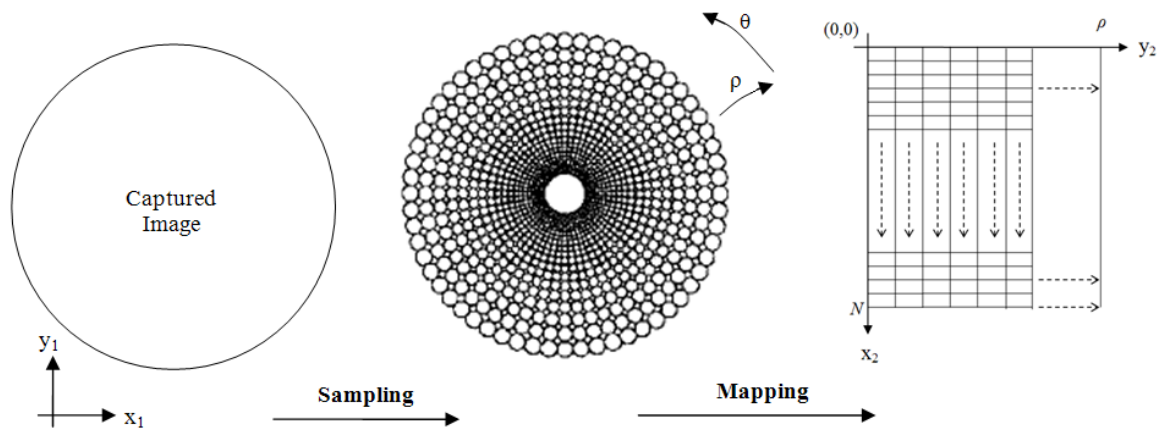 Captured
Image
y1
x1
Sampling
θ
ρ
Mapping
(0,0)
ρ
y2
N
x2